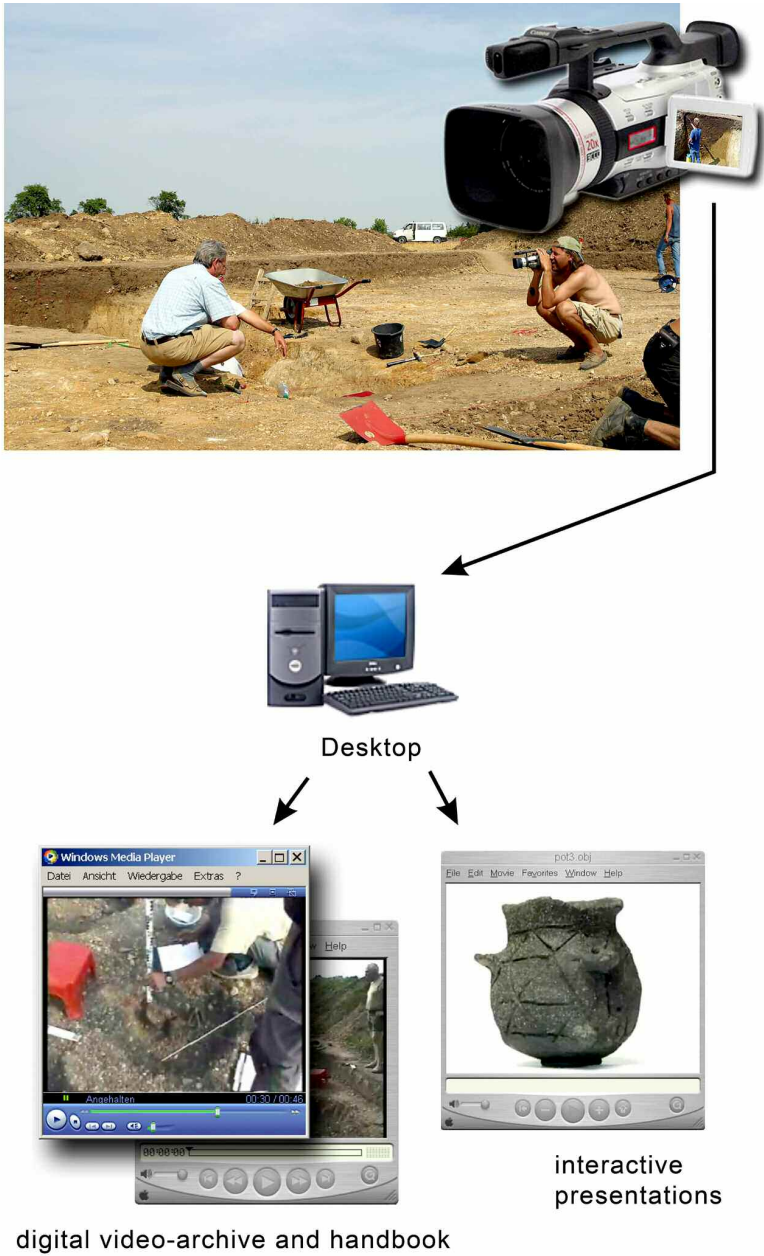 Canon
20x
Desktop
Windows Media Player
Datei Ansicht Wiedergabe Extras ?
Angehalten 00:30 / 00:46
Help
00:00:00
pot3.obj
File Edit Movie Favorites Window Help
interactive
presentations
digital video-archive and handbook